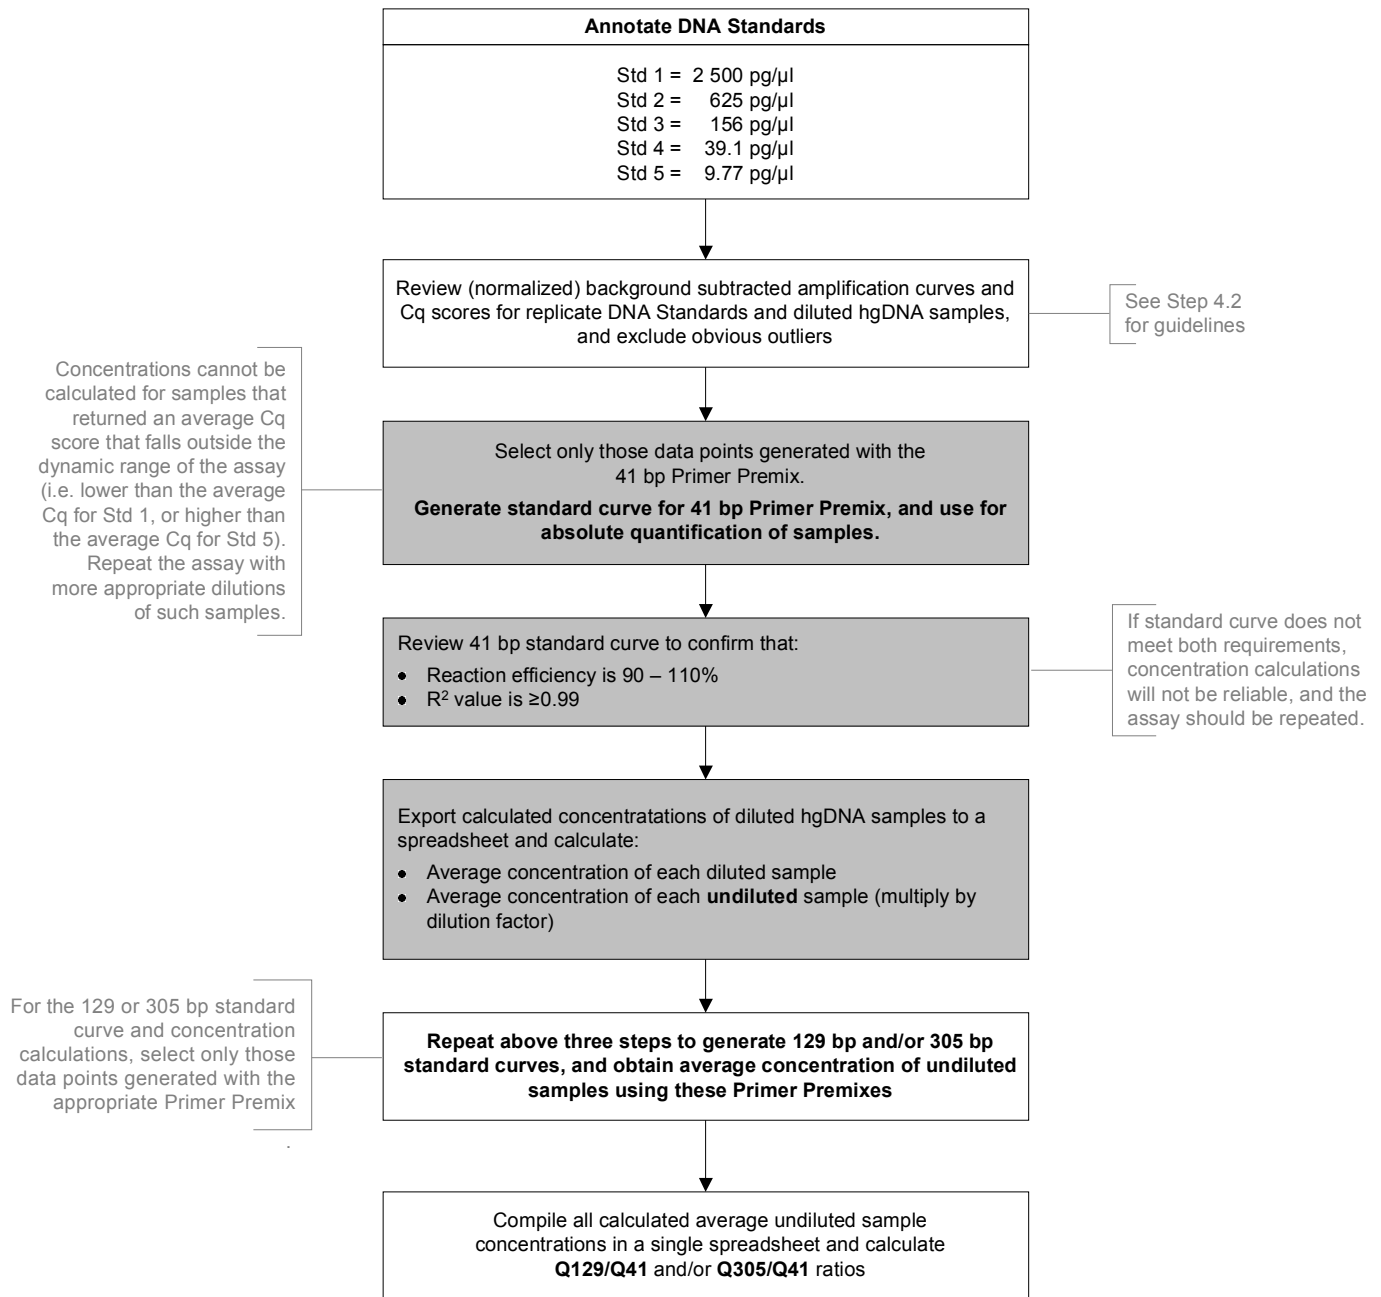 Annotate DNA Standards
Std 1 = 2 500 pg/µl
Std 2 = 625 pg/µl
Std 3 = 156 pg/µl
Std 4 = 39.1 pg/µl
Std 5 = 9.77 pg/µl
Review (normalized) background subtracted amplification curves and
Cq scores for replicate DNA Standards and diluted hgDNA samples,
and exclude obvious outliers
See Step 4.2
for guidelines
Concentrations cannot be
calculated for samples that
returned an average Cq
score that falls outside the
dynamic range of the assay
(i.e. lower than the average
Cq for Std 1, or higher than
the average Cq for Std 5).
Repeat the assay with
more appropriate dilutions
of such samples.
Select only those data points generated with the
41 bp Primer Premix.
Generate standard curve for 41 bp Primer Premix, and use for
absolute quantification of samples.
Review 41 bp standard curve to confirm that:
• Reaction efficiency is 90 – 110%
• R² value is ≥0.99
If standard curve does not
meet both requirements,
concentration calculations
will not be reliable, and the
assay should be repeated.
Export calculated concentratations of diluted hgDNA samples to a
spreadsheet and calculate:
• Average concentration of each diluted sample
• Average concentration of each undiluted sample (multiply by
dilution factor)
For the 129 or 305 bp standard
curve and concentration
calculations, select only those
data points generated with the
appropriate Primer Premix
.
Repeat above three steps to generate 129 bp and/or 305 bp
standard curves, and obtain average concentration of undiluted
samples using these Primer Premixes
Compile all calculated average undiluted sample
concentrations in a single spreadsheet and calculate
Q129/Q41 and/or Q305/Q41 ratios